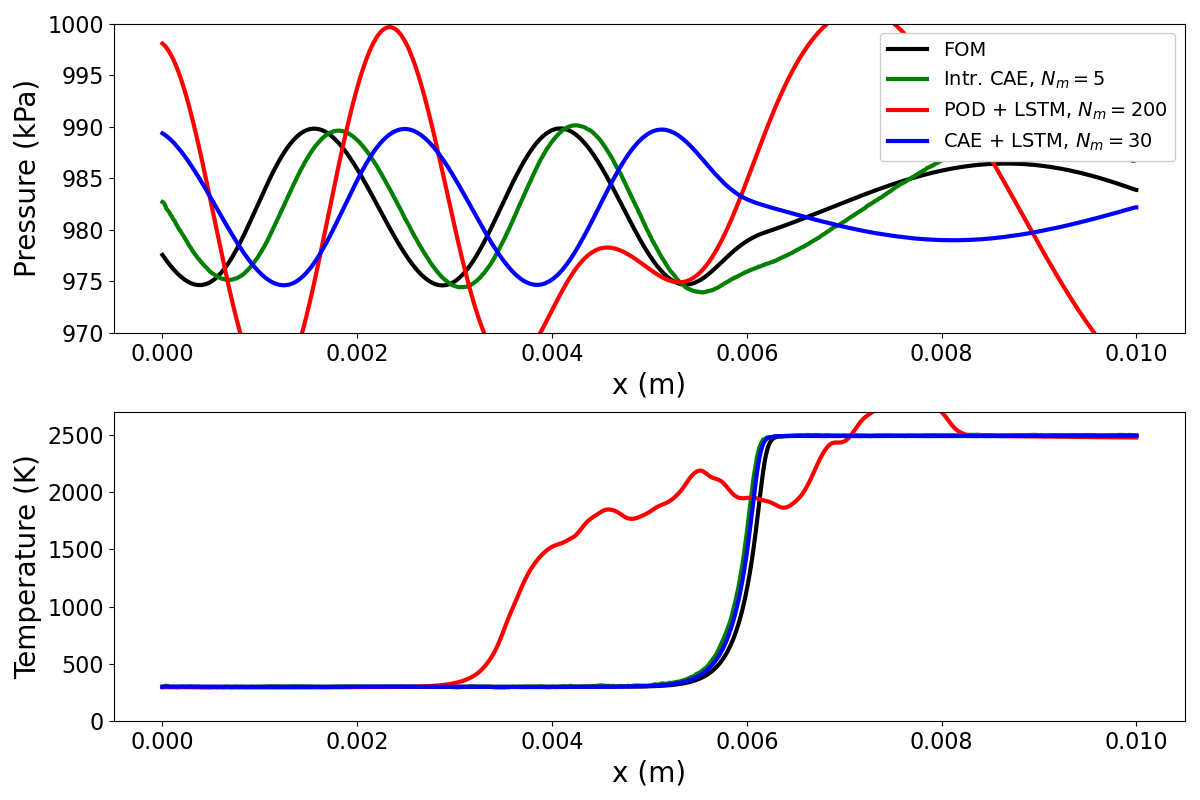 1000
995
990
985
980
975
970
Pressure (kPa)
FOM
Intr. CAE, $N_m = 5$
POD + LSTM, $N_m = 200$
CAE + LSTM, $N_m = 30$
0.000 0.002 0.004 0.006 0.008 0.010
x (m)
2500
2000
1500
1000
500
0
Temperature (K)
0.000 0.002 0.004 0.006 0.008 0.010
x (m)